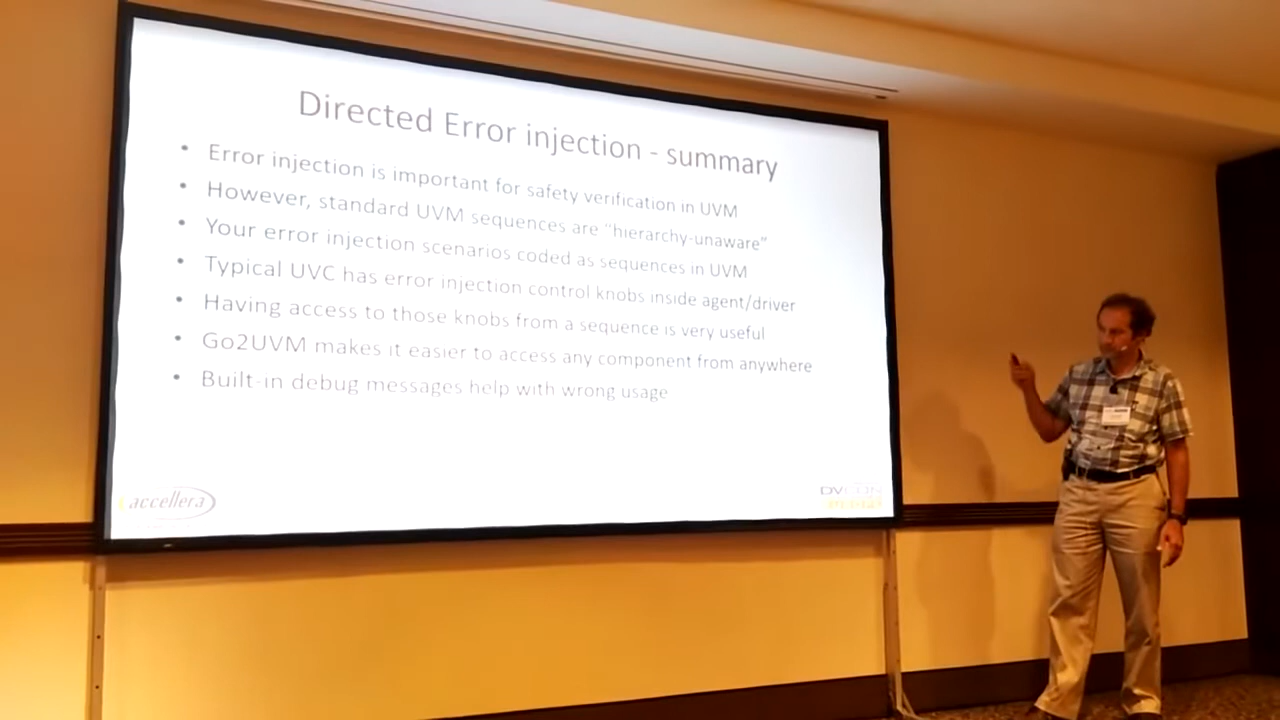 Directed Error injection - summary
• Error injection is important for safety verification in UVM
• However, standard UVM sequences are "hierarchy-unaware"
• Your error injection scenarios coded as sequences in UVM
• Typical UVC has error injection control knobs inside agent/driver
• Having access to those knobs from a sequence is very useful
• Go2UVM makes it easier to access any component from anywhere
• Built-in debug messages help with wrong usage
accellera
DVCON